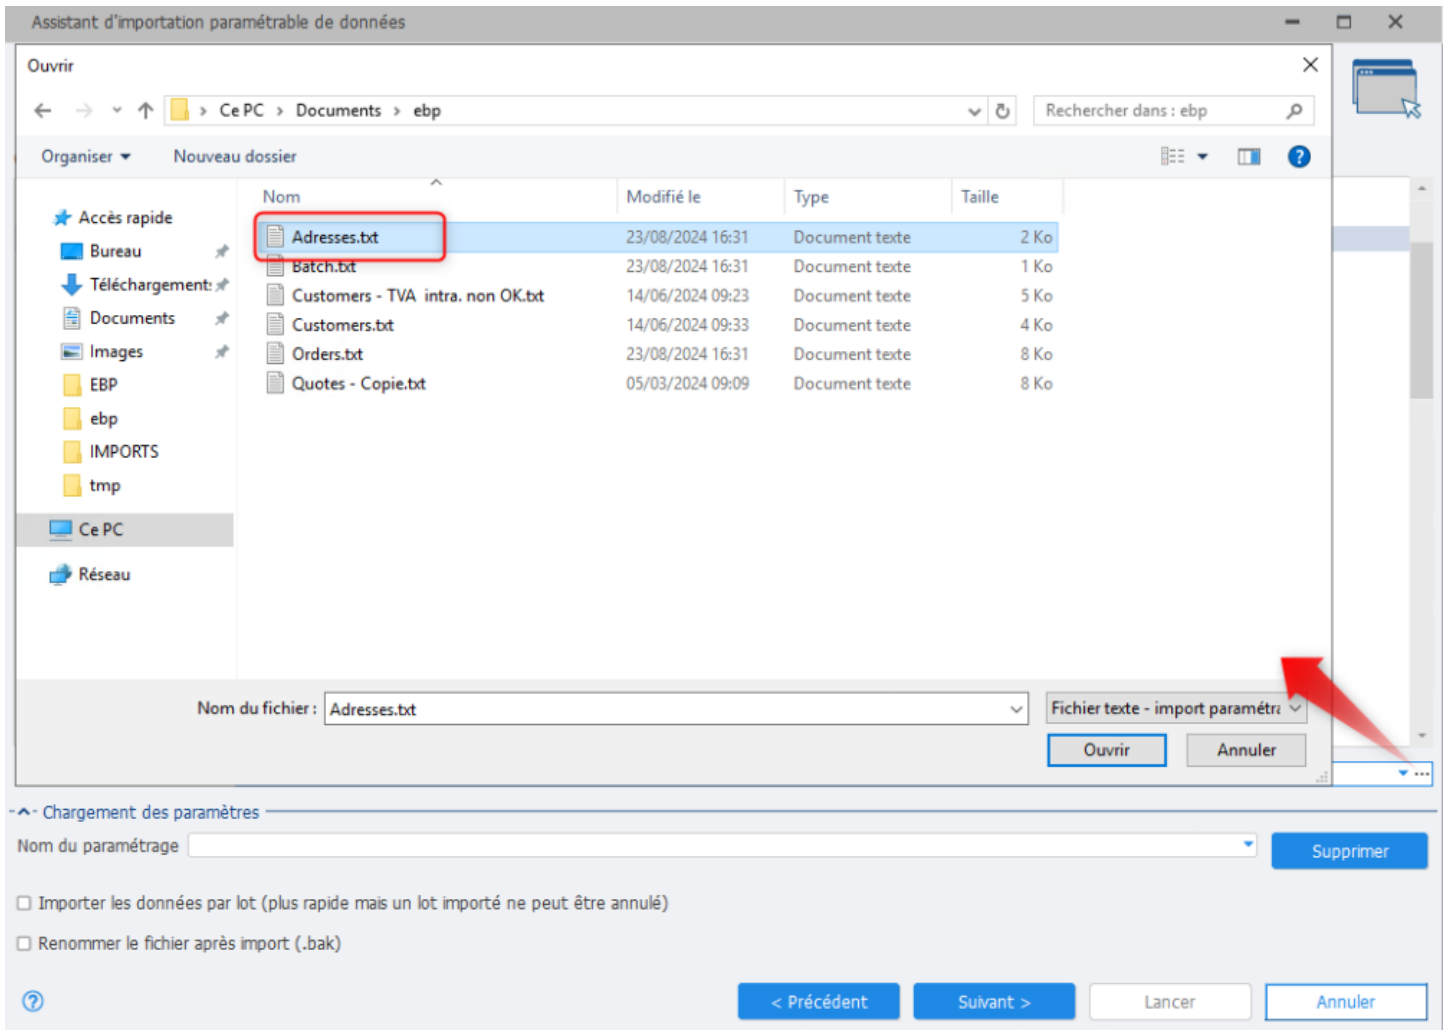 Assistant d'importation paramétrable de données
Ouvrir
Ce PC > Documents > ebp
Rechercher dans : ebp
Organiser
Nouveau dossier
Nom
Modifié le
Type
Taille
Accès rapide
Bureau
Téléchargement:
Documents
Images
EBP
ebp
IMPORTS
tmp
Ce PC
Réseau
Adresses.txt 23/08/2024 16:31 Document texte 2 Ko
Batch.txt 23/08/2024 16:31 Document texte 1 Ko
Customers - TVA intra. non OK.txt 14/06/2024 09:23 Document texte 5 Ko
Customers.txt 14/06/2024 09:33 Document texte 4 Ko
Orders.txt 23/08/2024 16:31 Document texte 8 Ko
Quotes - Copie.txt 05/03/2024 09:09 Document texte 8 Ko
Nom du fichier : Adresses.txt
Fichier texte - import paramétra
Ouvrir
Annuler
...
Chargement des paramètres
Nom du paramétrage
Supprimer
Importer les données par lot (plus rapide mais un lot importé ne peut être annulé)
Renommer le fichier après import (.bak)
?
< Précédent
Suivant >
Lancer
Annuler